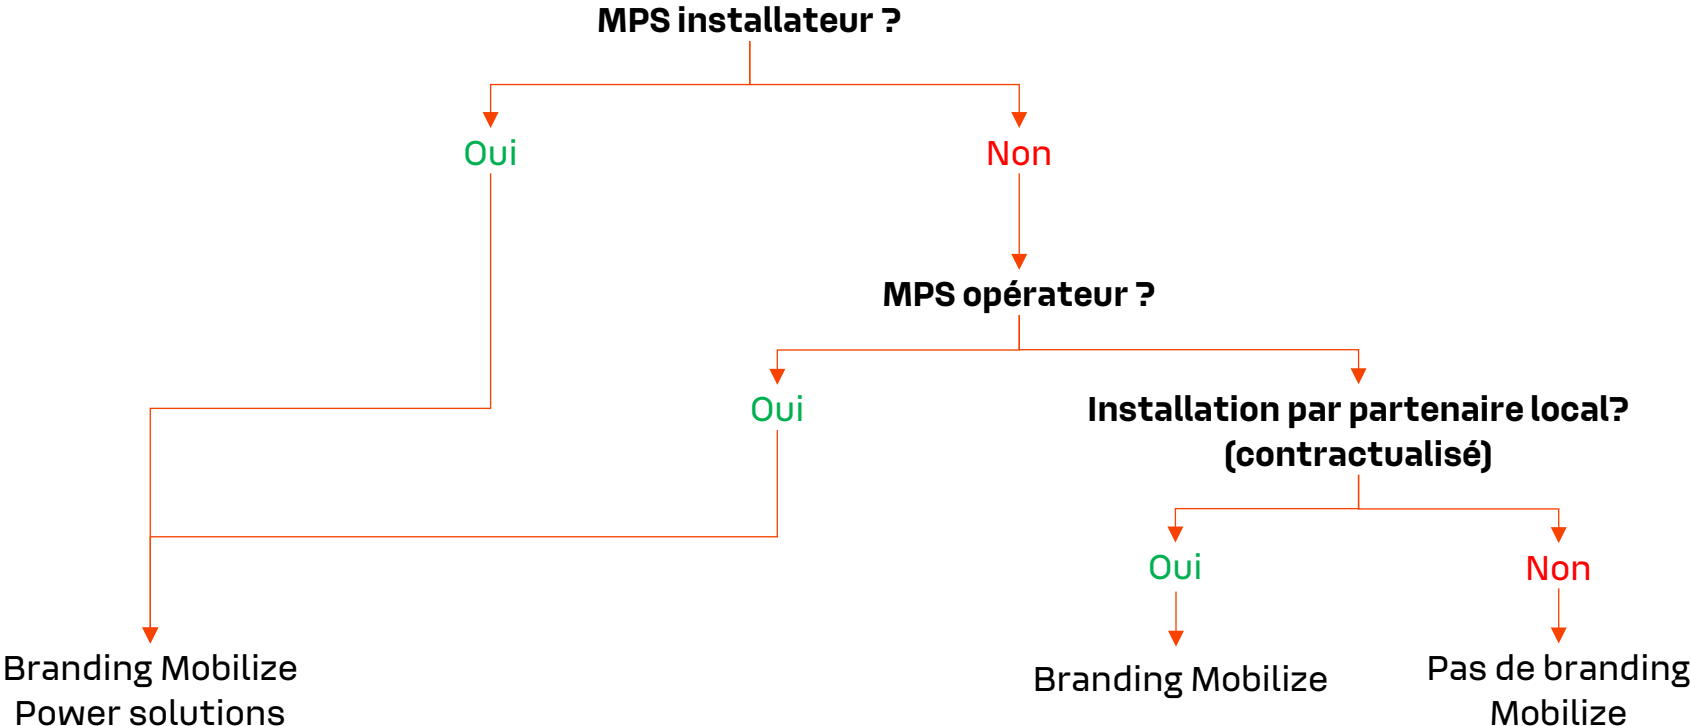 MPS installateur ?
Oui
Non
MPS opérateur ?
Oui
Installation par partenaire local?
(contractualisé)
Oui
Non
Branding Mobilize
Power solutions
Branding Mobilize
Pas de branding
Mobilize